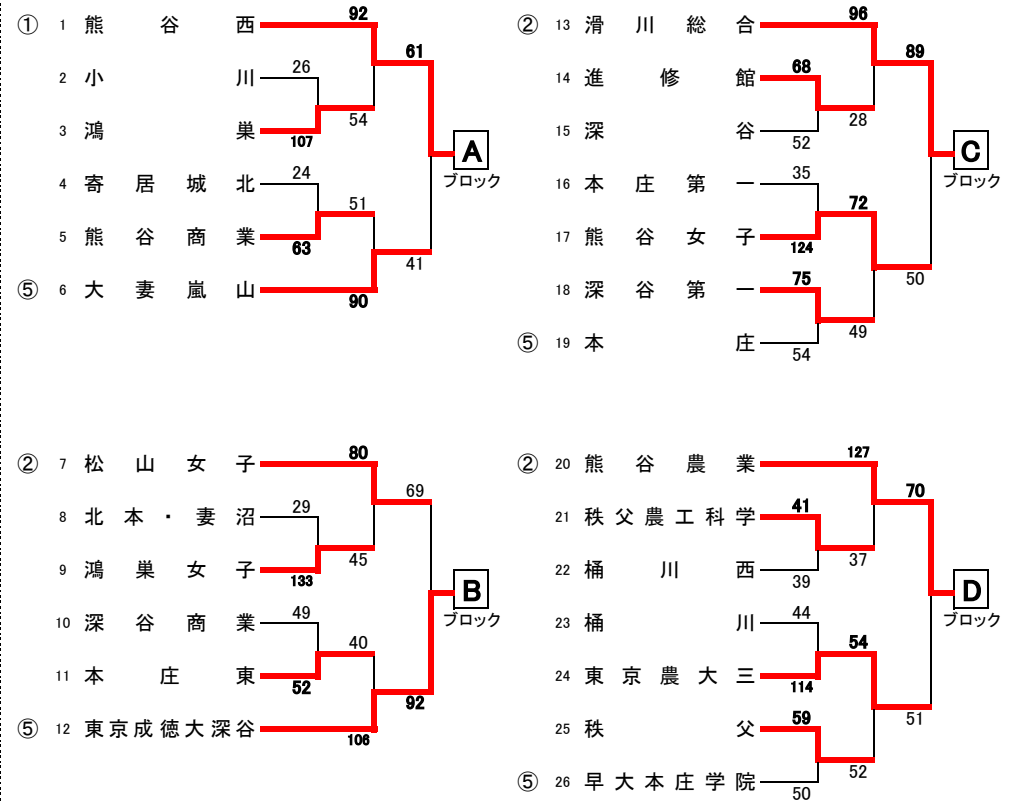 ① 1 熊谷西 92
61
2 小川 26
54
3 鴻巣 107
A
ブロック
4 寄居城北 24
51
5 熊谷商業 63
41
⑤ 6 大妻嵐山 90
② 7 松山女子 80
69
8 北本・妻沼 29
45
9 鴻巣女子 133
B
ブロック
10 深谷商業 49
40
11 本庄東 52
92
⑤ 12 東京成徳大深谷 106
② 13 滑川総合 96
89
14 進修館 68
28
15 深谷 52
C
ブロック
16 本庄第一 35
72
17 熊谷女子 124
50
18 深谷第一 75
49
⑤ 19 本庄 54
② 20 熊谷農業 127
70
21 秩父農工科学 41
37
22 桶川西 39
D
ブロック
23 桶川 44
54
24 東京農大三 114
51
25 秩父 59
52
⑤ 26 早大本庄学院 50